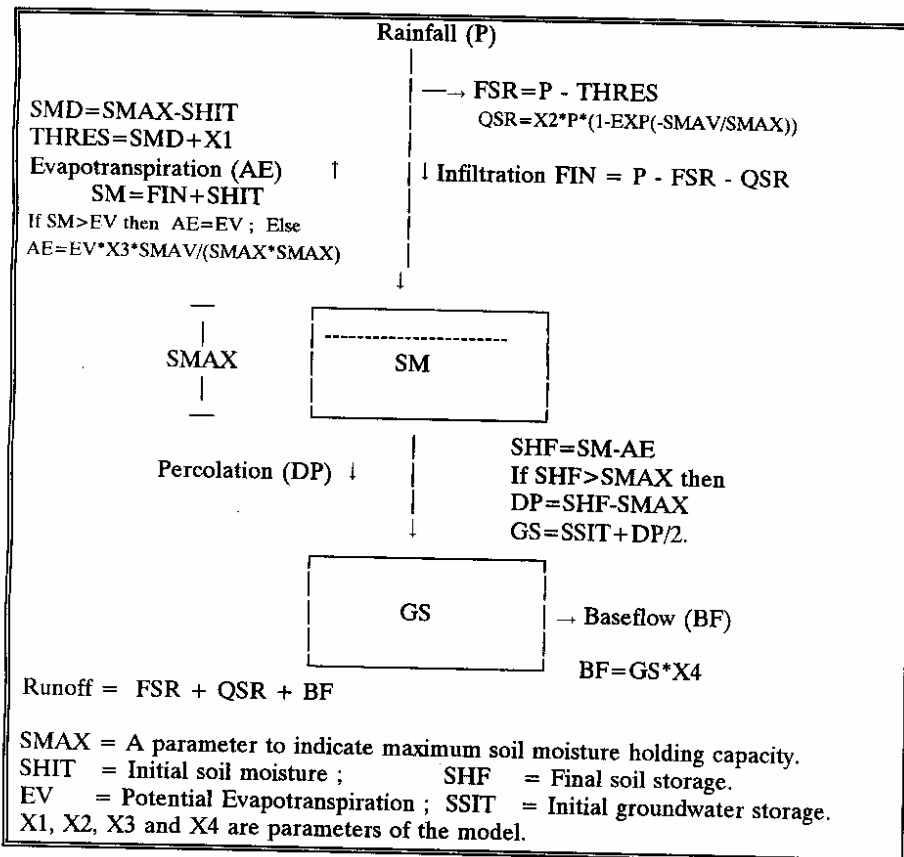 Rainfall (P)
SMD=SMAX-SHIT
THRES=SMD+X1
Evapotranspiration (AE) ↑
SM=FIN+SHIT
If SM>EV then AE=EV ; Else
AE=EV*X3*SMAV/(SMAX*SMAX)
→ FSR=P - THRES
QSR=X2*P*(1-EXP(-SMAV/SMAX))
↓ Infiltration FIN = P - FSR - QSR
SMAX
SM
Percolation (DP) ↓
SHF=SM-AE
If SHF>SMAX then
DP=SHF-SMAX
GS=SSIT+DP/2.
GS
→ Baseflow (BF)
BF=GS*X4
Runoff = FSR + QSR + BF
SMAX = A parameter to indicate maximum soil moisture holding capacity.
SHIT = Initial soil moisture ; SHF = Final soil storage.
EV = Potential Evapotranspiration ; SSIT = Initial groundwater storage.
X1, X2, X3 and X4 are parameters of the model.